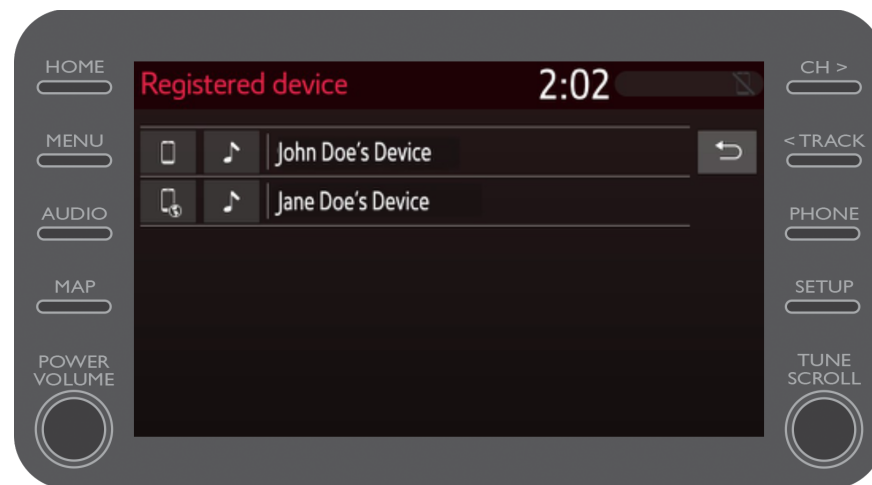 HOME
MENU
AUDIO
MAP
POWER
VOLUME
Registered device 2:02
John Doe's Device
Jane Doe's Device
CH >
< TRACK
PHONE
SETUP
TUNE
SCROLL